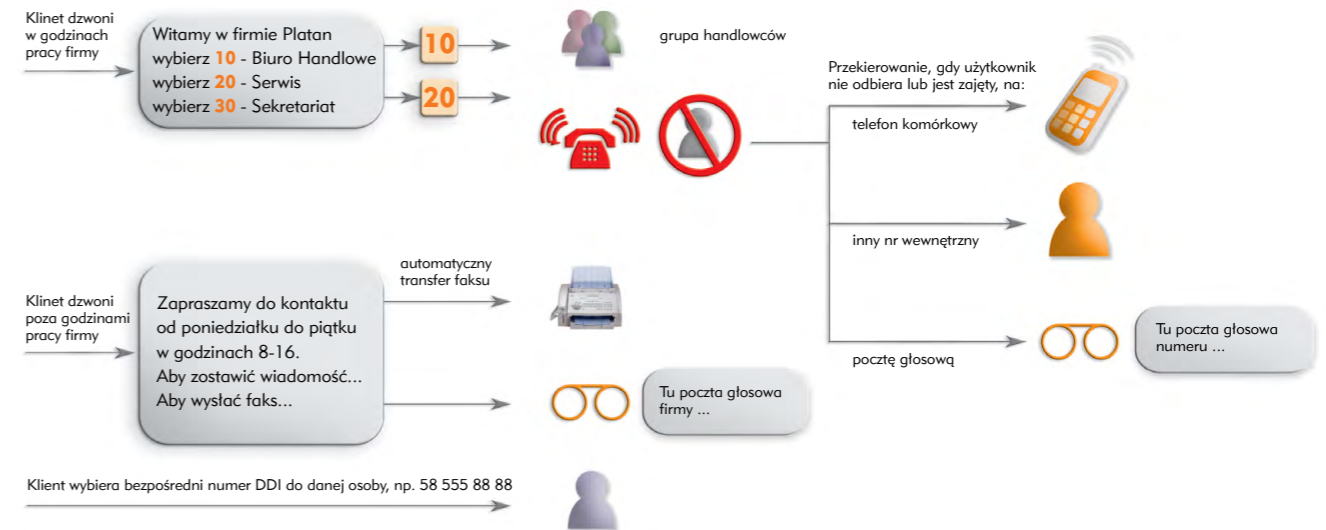 Klinet dzwoni
w godzinach
pracy firmy
Witamy w firmie Platan
wybierz 10 - Biuro Handlowe
wybierz 20 - Serwis
wybierz 30 - Sekretariat
10
20
grupa handlowców
Przekierowanie, gdy użytkownik
nie odbiera lub jest zajęty, na:
telefon komórkowy
inny nr wewnętrzny
pocztę głosową
Tu poczta głosowa
numeru ...
Klinet dzwoni
poza godzinami
pracy firmy
Zapraszamy do kontaktu
od poniedziałku do piątku
w godzinach 8-16.
Aby zostawić wiadomość...
Aby wysłać faks...
automatyczny
transfer faksu
Tu poczta głosowa
firmy ...
Klient wybiera bezpośredni numer DDI do danej osoby, np. 58 555 88 88